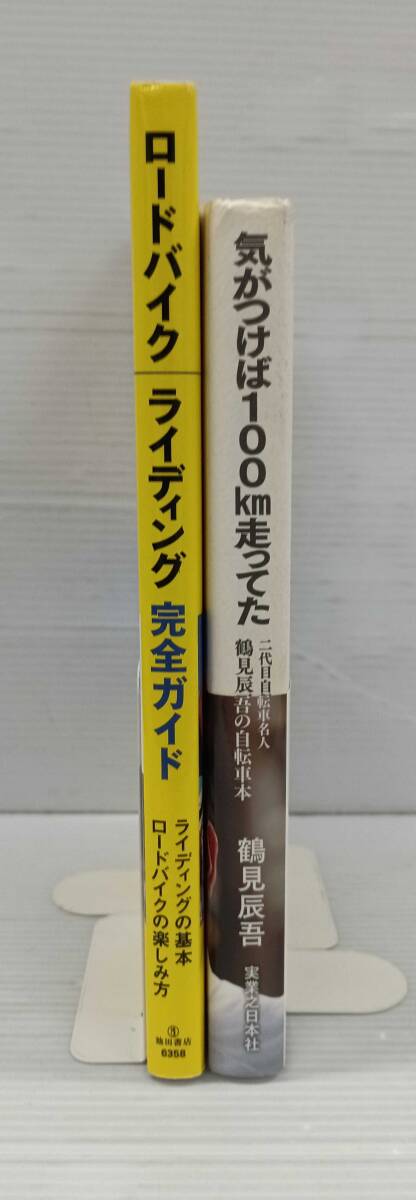 ロードバイク
ライディング完全ガイド
ライディングの基本
ロードバイクの楽しみ方
池田書店
6358
気がつけば100km走ってた
二代目自転車名人
鶴見辰吾の自転車本
鶴見辰吾
実業之日本社